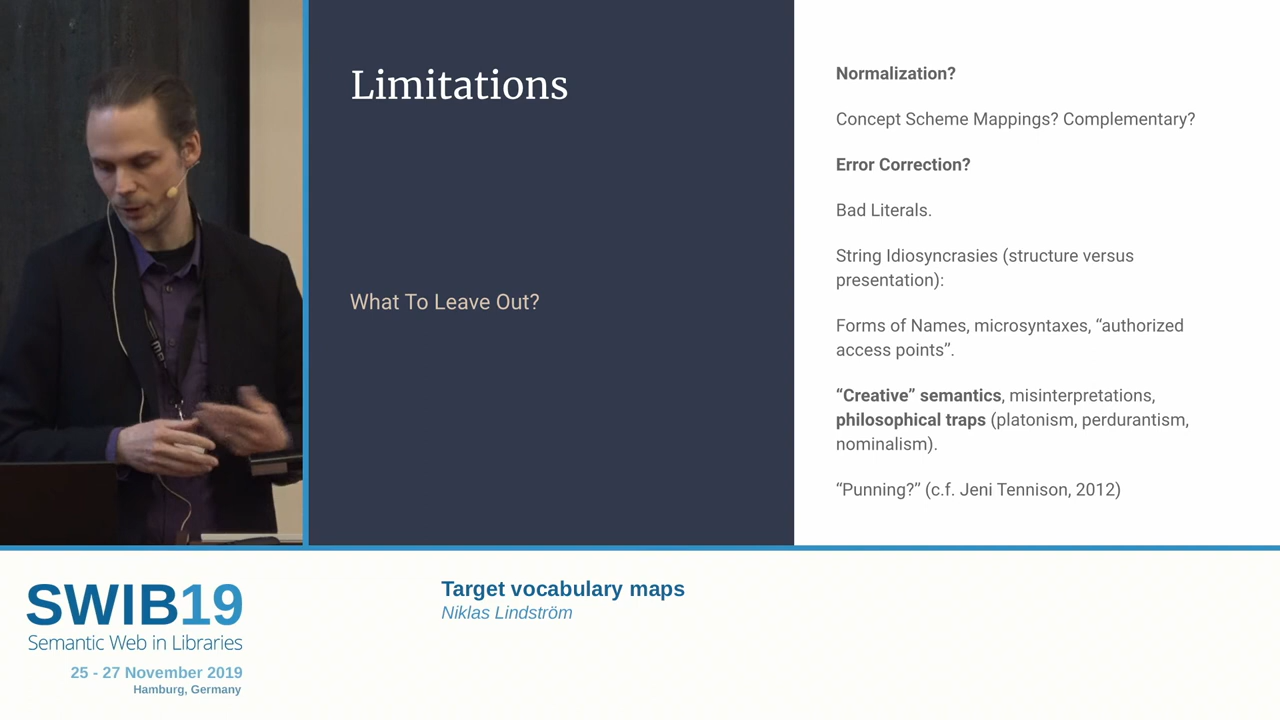 Limitations
What To Leave Out?
Normalization?
Concept Scheme Mappings? Complementary?
Error Correction?
Bad Literals.
String Idiosyncrasies (structure versus
presentation):
Forms of Names, microsyntaxes, “authorized
access points”.
“Creative” semantics, misinterpretations,
philosophical traps (platonism, perdurantism,
nominalism).
“Punning?” (c.f. Jeni Tennison, 2012)
SWIB19
Semantic Web in Libraries
25 - 27 November 2019
Hamburg, Germany
Target vocabulary maps
Niklas Lindström